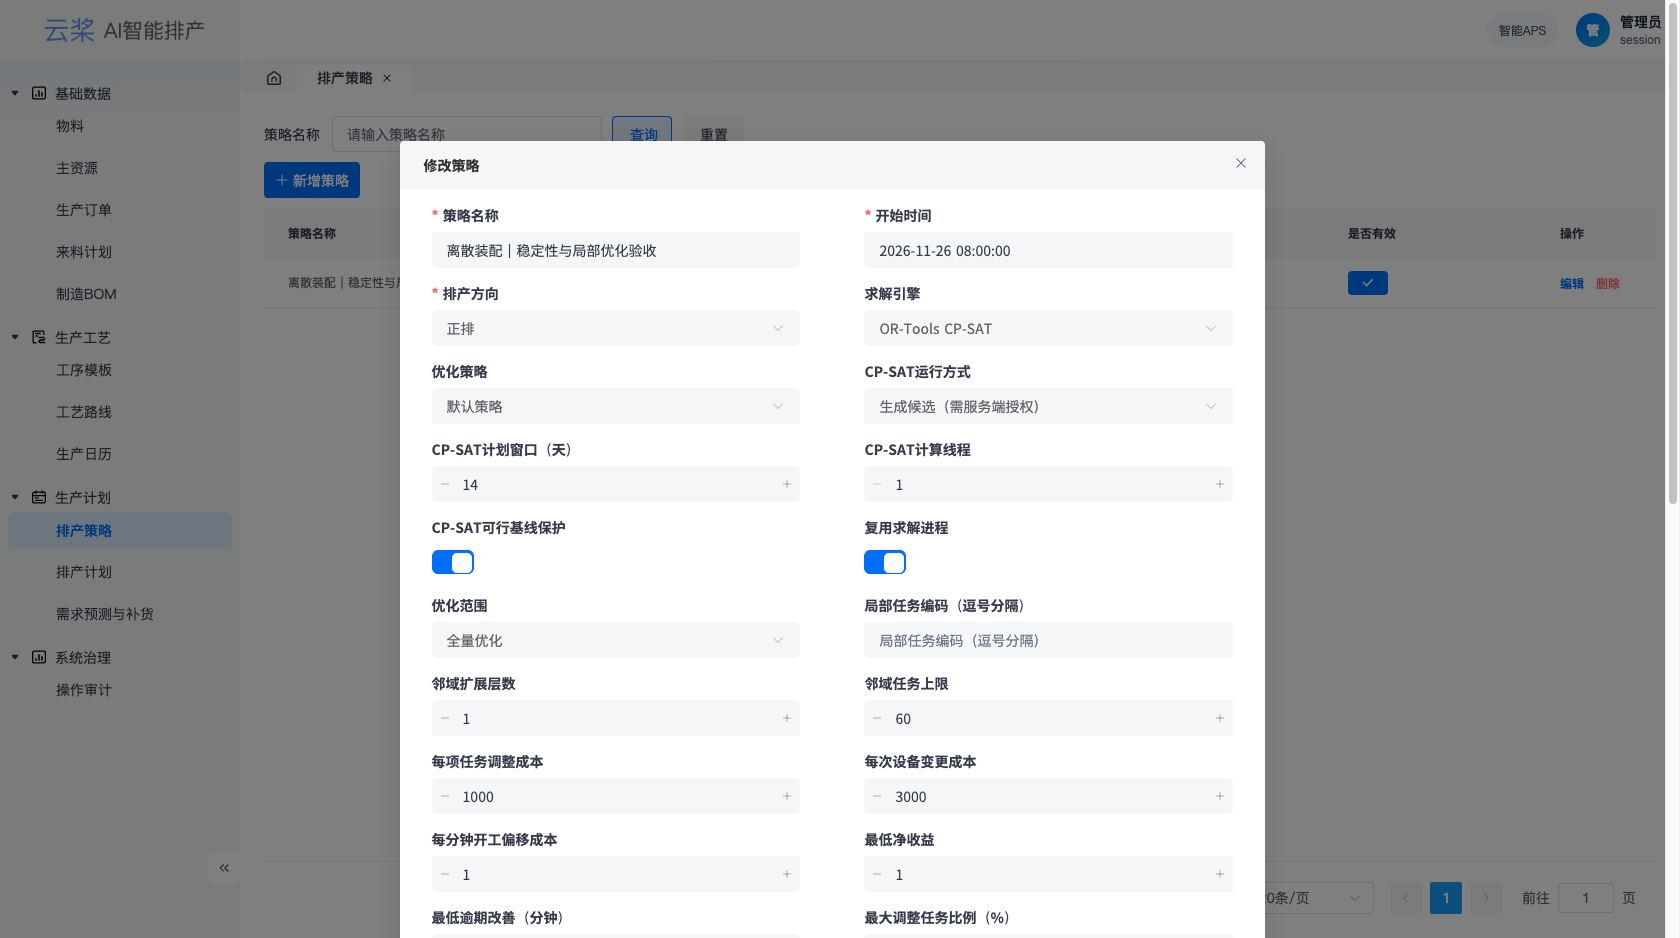 云桨 AI智能排产
智能APS
管
管理员
session
基础数据
物料
主资源
生产订单
来料计划
制造BOM
生产工艺
工序模板
工艺路线
生产日历
生产计划
排产策略
排产计划
需求预测与补货
系统治理
操作审计
排产策略
策略名称
请输入策略名称
查询
重置
新增策略
策略名称
是否有效
操作
离散装配｜稳定性与
编辑
删除
修改策略
* 策略名称
离散装配｜稳定性与局部优化验收
* 开始时间
2026-11-26 08:00:00
* 排产方向
正排
求解引擎
OR-Tools CP-SAT
优化策略
默认策略
CP-SAT运行方式
生成候选（需服务端授权）
CP-SAT计划窗口（天）
14
CP-SAT计算线程
1
CP-SAT可行基线保护
复用求解进程
优化范围
全量优化
局部任务编码（逗号分隔）
局部任务编码（逗号分隔）
邻域扩展层数
1
邻域任务上限
60
每项任务调整成本
1000
每次设备变更成本
3000
每分钟开工偏移成本
1
最低净收益
1
最低逾期改善（分钟）
最大调整任务比例（%）
0条/页
1
前往
1
页